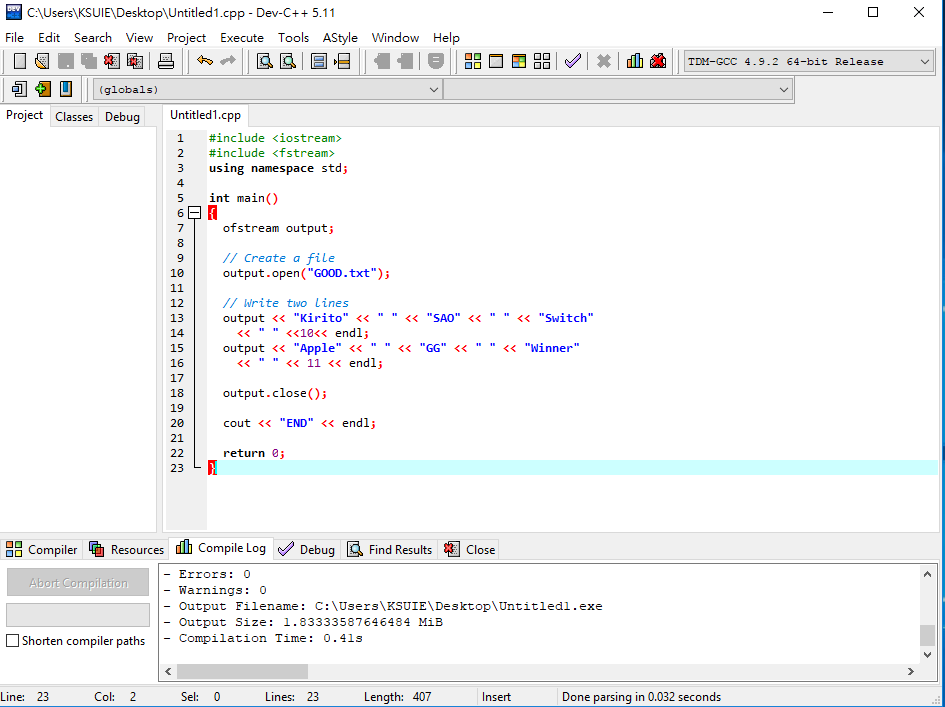 C:\Users\KSUIE\Desktop\Untitled1.cpp - Dev-C++ 5.11
File Edit Search View Project Execute Tools AStyle Window Help
TDM-GCC 4.9.2 64-bit Release
(globals)
Project Classes Debug Untitled1.cpp
1 #include <iostream>
2 #include <fstream>
3 using namespace std;
4
5 int main()
6 {
7 ofstream output;
8
9 // Create a file
10 output.open("GOOD.txt");
11
12 // Write two lines
13 output << "Kirito" << " " << "SAO" << " " << "Switch"
14 << " " <<10<< endl;
15 output << "Apple" << " " << "GG" << " " << "Winner"
16 << " " << 11 << endl;
17
18 output.close();
19
20 cout << "END" << endl;
21
22 return 0;
23 }
Compiler Resources Compile Log Debug Find Results Close
Abort Compilation
Shorten compiler paths
- Errors: 0
- Warnings: 0
- Output Filename: C:\Users\KSUIE\Desktop\Untitled1.exe
- Output Size: 1.83333587646484 MiB
- Compilation Time: 0.41s
Line: 23 Col: 2 Sel: 0 Lines: 23 Length: 407 Insert Done parsing in 0.032 seconds